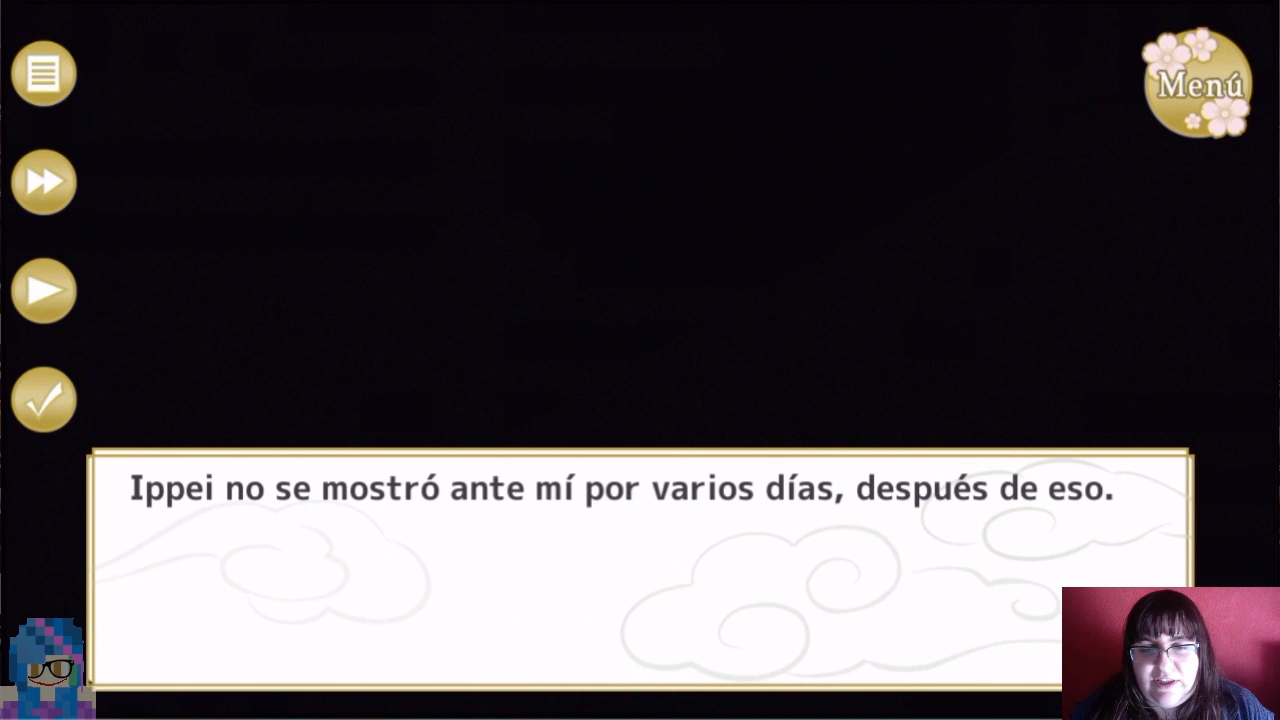 Menú
Ippei no se mostró ante mí por varios días, después de eso.